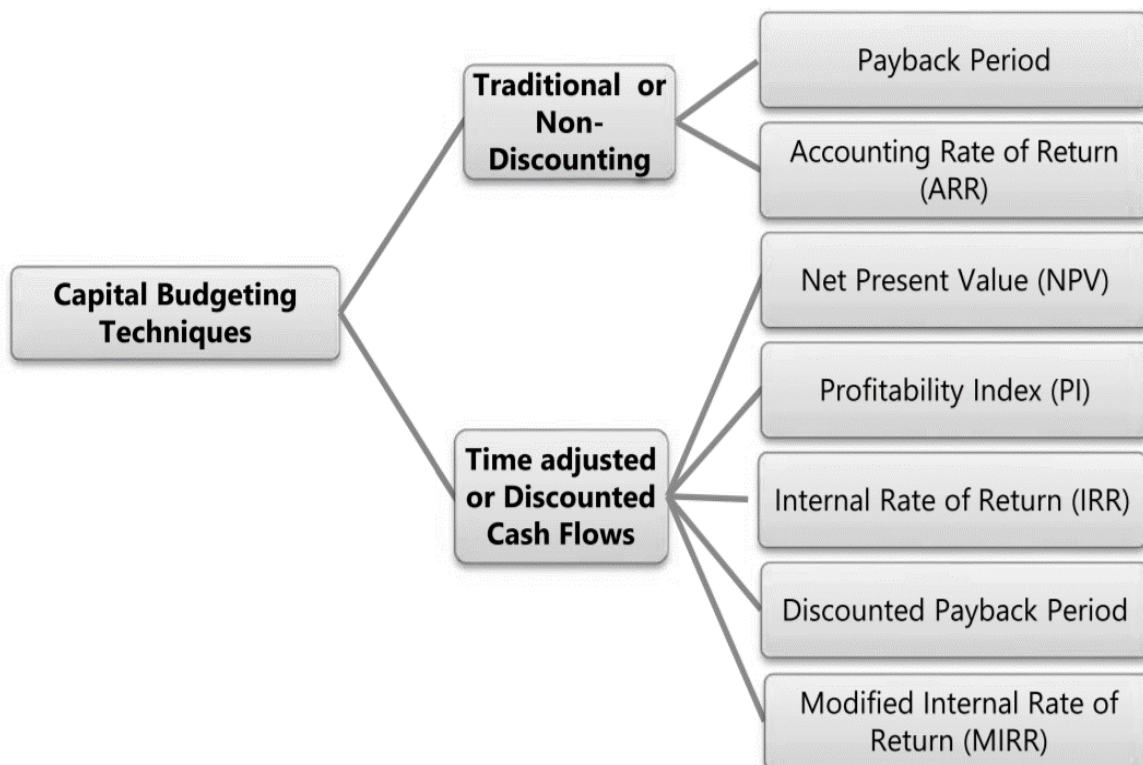 Capital Budgeting
Techniques
Traditional or
Non-
Discounting
Payback Period
Accounting Rate of Return
(ARR)
Time adjusted
or Discounted
Cash Flows
Net Present Value (NPV)
Profitability Index (PI)
Internal Rate of Return (IRR)
Discounted Payback Period
Modified Internal Rate of
Return (MIRR)